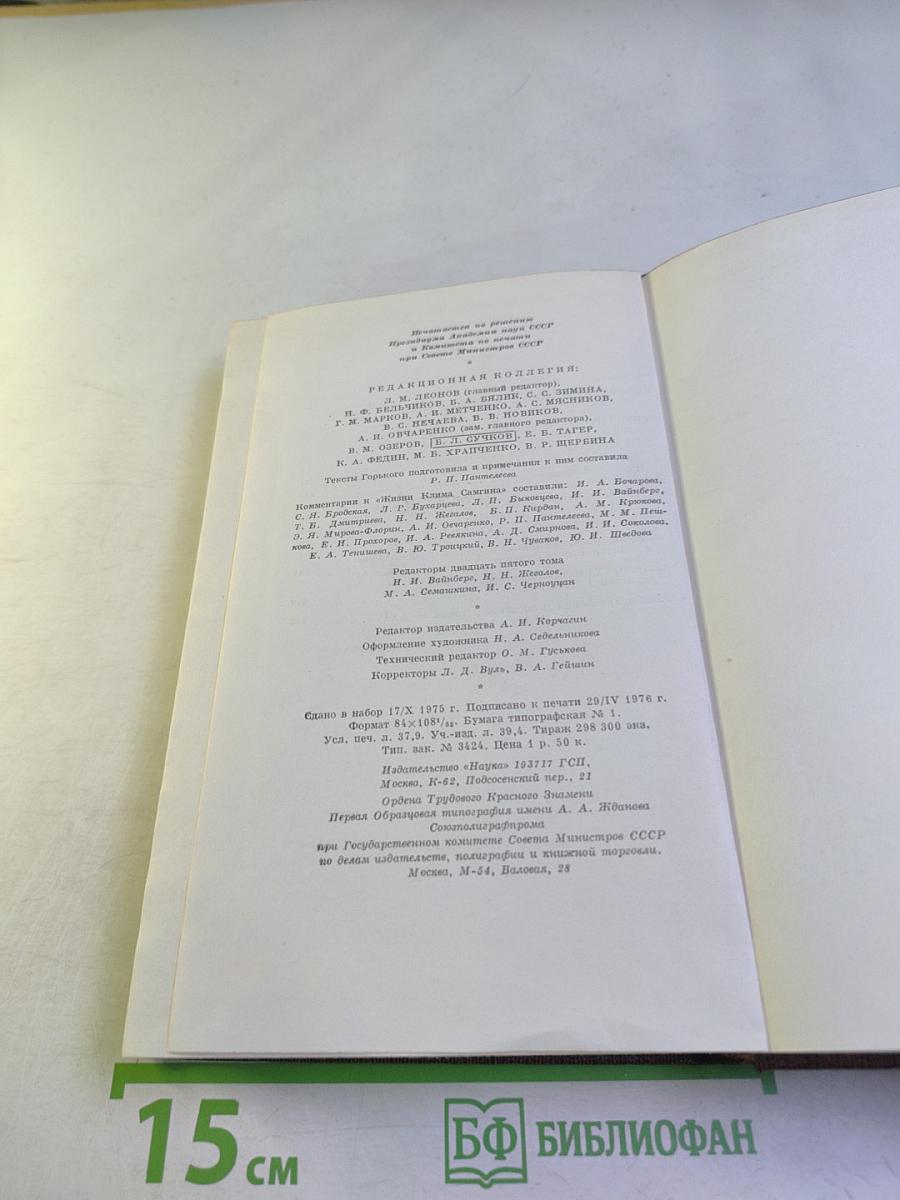 Печатается по решению
Президиума Академии наук СССР
и Комитета по печати
при Совете Министров СССР
*
РЕДАКЦИОННАЯ КОЛЛЕГИЯ:
Л. М. ЛЕОНОВ (главный редактор),
Н. Ф. БЕЛЬЧИКОВ, Б. А. БЯЛИК, С. С. ЗИМИНА,
Г. М. МАРКОВ, А. И. МЕТЧЕНКО, А. С. МЯСНИКОВ,
В. С. НЕЧАЕВА, В. В. НОВИКОВ,
А. И. ОВЧАРЕНКО (зам. главного редактора),
В. М. ОЗЕРОВ, Б. Л. СУЧКОВ, Е. Б. ТАГЕР,
К. А. ФЕДИН, М. Б. ХРАПЧЕНКО, В. Р. ЩЕРБИНА
Тексты Горького подготовила и примечания к ним составила
Р. П. Пантелеева
Комментарии к «Жизни Клима Самгина» составили: И. А. Бочарова,
С. Я. Бродская, Л. Г. Бухарцева, Л. П. Быковцева, И. И. Вайнберг,
Т. Б. Дмитриева, Н. Н. Жегалов, Б. П. Кирдан, А. М. Крюкова,
Э. Я. Мирова-Флорин, А. И. Овчаренко, Р. П. Пантелеева, М. М. Пеш-
кова, Е. И. Прохоров, И. А. Ревякина, А. Д. Смирнова, И. И. Соколова,
Е. А. Тенишева, В. Ю. Троицкий, В. Н. Чуваков, Ю. И. Шведова
Редакторы двадцать пятого тома
И. И. Вайнберг, Н. Н. Жегалов,
М. А. Семашкина, И. С. Черноуцан
*
Редактор издательства А. И. Корчагин
Оформление художника Н. А. Седельникова
Технический редактор О. М. Гуськова
Корректоры Л. Д. Вуль, В. А. Гейшин
*
Сдано в набор 17/X 1975 г. Подписано к печати 29/IV 1976 г.
Формат 84×108¹/₃₂. Бумага типографская № 1.
Усл. печ. л. 37,9. Уч.-изд. л. 39,4. Тираж 298 300 экз.
Тип. зак. № 3424. Цена 1 р. 50 к.
Издательство «Наука» 103717 ГСП,
Москва, К-62, Подсосенский пер., 21
Ордена Трудового Красного Знамени
Первая Образцовая типография имени А. А. Жданова
Союзполиграфпрома
при Государственном комитете Совета Министров СССР
по делам издательств, полиграфии и книжной торговли.
Москва, М-54, Валовая, 28
15 см
БФ БИБЛИОФАН